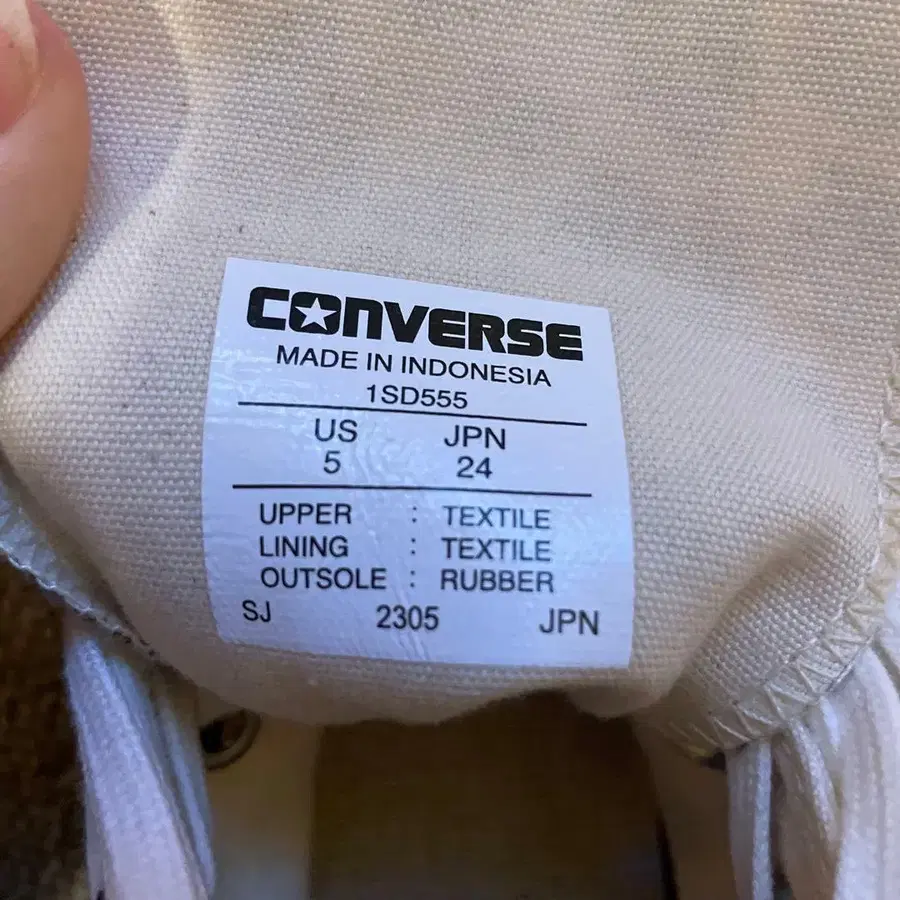 CONVERSE
MADE IN INDONESIA
1SD555
US JPN
5 24
UPPER : TEXTILE
LINING : TEXTILE
OUTSOLE : RUBBER
SJ 2305 JPN